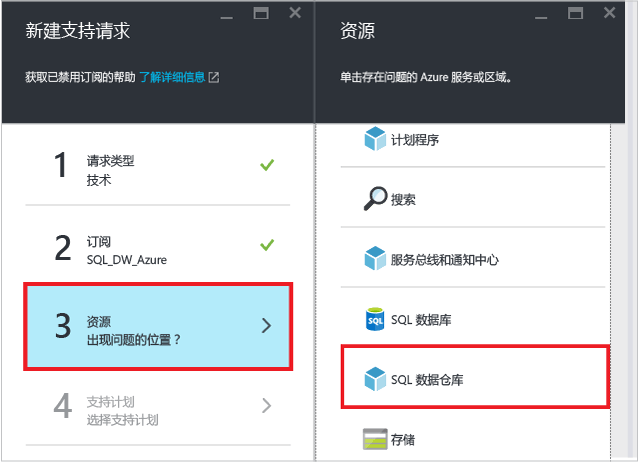 新建支持请求
获取已禁用订阅的帮助 了解详细信息
1 请求类型
技术
2 订阅
SQL_DW_Azure
3 资源
出现问题的位置？
4 支持计划
选择支持计划
资源
单击存在问题的 Azure 服务或区域。
计划程序
搜索
服务总线和通知中心
SQL SQL 数据库
SQL 数据仓库
存储